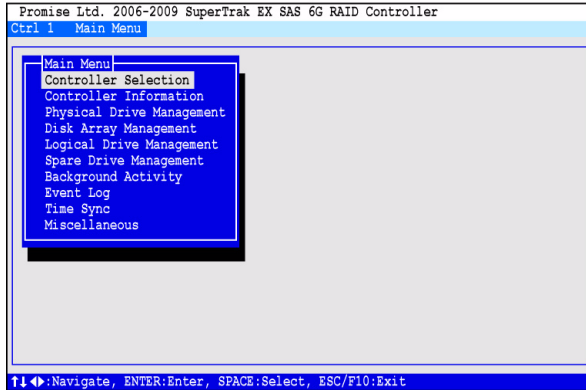 Promise Ltd. 2006-2009 SuperTrak EX SAS 6G RAID Controller
Ctrl 1 Main Menu
Main Menu
Controller Selection
Controller Information
Physical Drive Management
Disk Array Management
Logical Drive Management
Spare Drive Management
Background Activity
Event Log
Time Sync
Miscellaneous
↑↓◀▶:Navigate, ENTER:Enter, SPACE:Select, ESC/F10:Exit